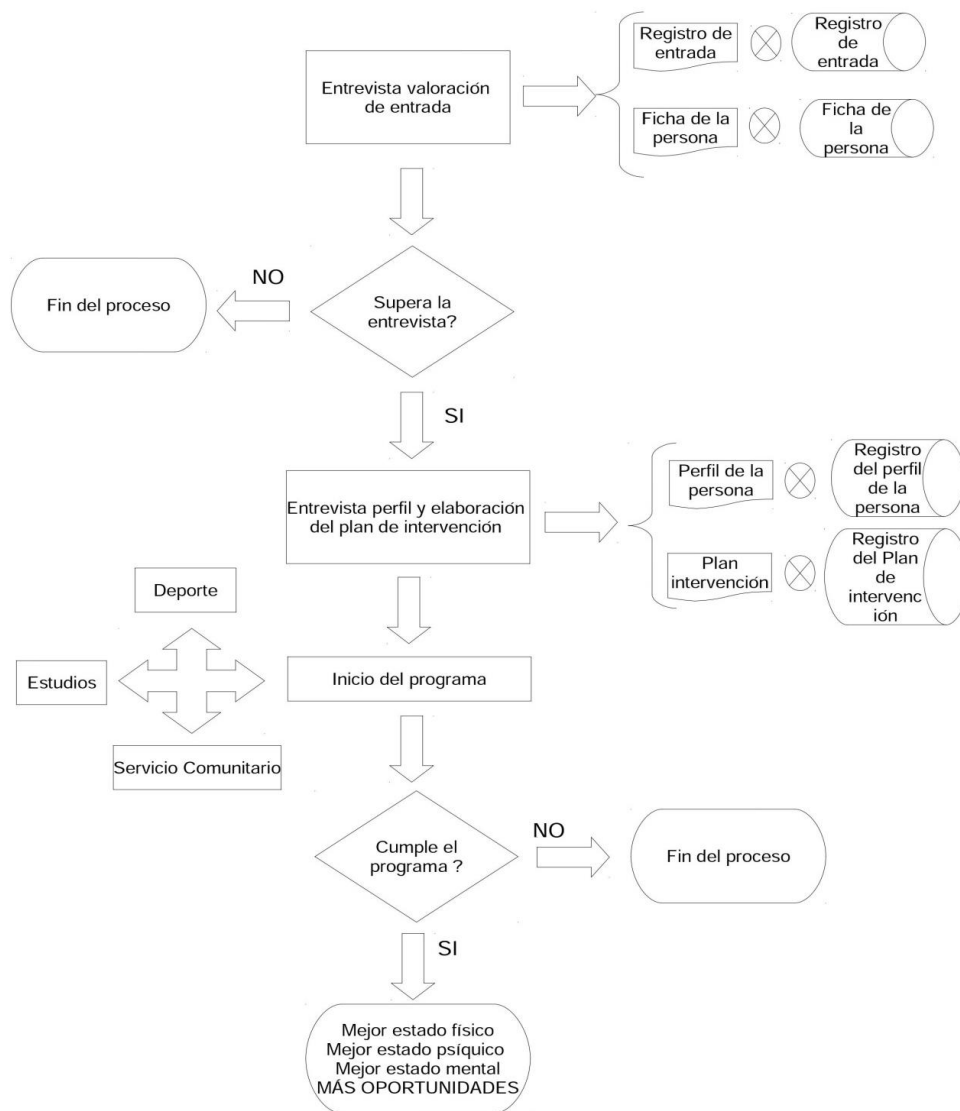 Registro de
entrada
Registro
de
entrada
Entrevista valoración
de entrada
Ficha de la
persona
Ficha de
la
persona
NO
Fin del proceso
Supera la
entrevista?
SI
Entrevista perfil y elaboración
del plan de intervención
Perfil de la
persona
Registro
del perfil
de la
persona
Plan
intervención
Registro
del Plan
de
intervenc
ión
Deporte
Estudios
Inicio del programa
Servicio Comunitario
Cumple el
programa ?
NO
Fin del proceso
SI
Mejor estado físico
Mejor estado psíquico
Mejor estado mental
MÁS OPORTUNIDADES